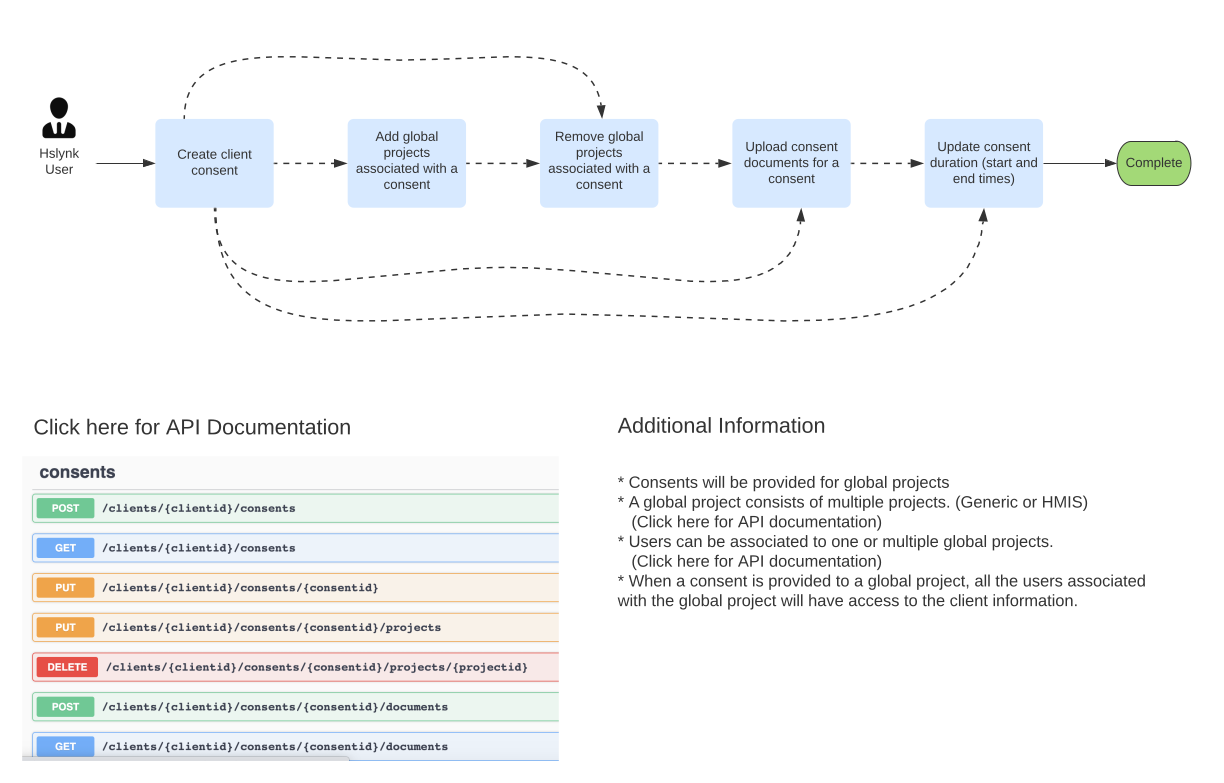 Hslynk
User
Create client
consent
Add global
projects
associated with a
consent
Remove global
projects
associated with a
consent
Upload consent
documents for a
consent
Update consent
duration (start and
end times)
Complete
Click here for API Documentation
consents
POST /clients/{clientid}/consents
GET /clients/{clientid}/consents
PUT /clients/{clientid}/consents/{consentid}
PUT /clients/{clientid}/consents/{consentid}/projects
DELETE /clients/{clientid}/consents/{consentid}/projects/{projectid}
POST /clients/{clientid}/consents/{consentid}/documents
GET /clients/{clientid}/consents/{consentid}/documents
Additional Information
* Consents will be provided for global projects
* A global project consists of multiple projects. (Generic or HMIS)
(Click here for API documentation)
* Users can be associated to one or multiple global projects.
(Click here for API documentation)
* When a consent is provided to a global project, all the users associated
with the global project will have access to the client information.